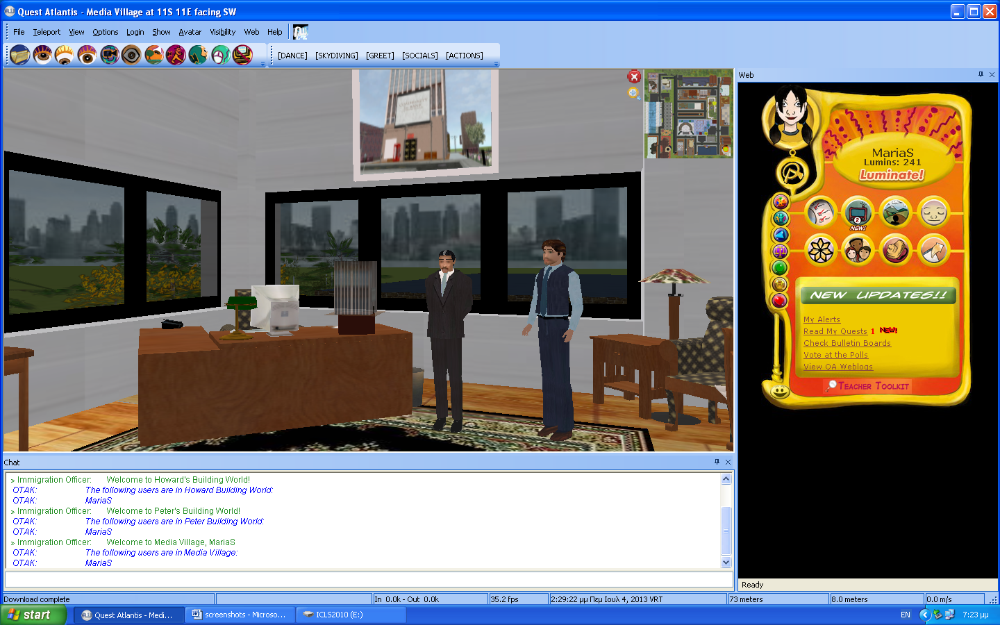 Quest Atlantis - Media Village at 11S 11E facing SW
File Teleport View Options Login Show Avatar Visibility Web Help
[DANCE] [SKYDIVING] [GREET] [SOCIALS] [ACTIONS]
COMMUNITY
BANK
Web
MariaS
Lumins: 241
Luminate!
2
NEW!
NEW UPDATES!!
My Alerts
Read My Quests 1 NEW!
Check Bulletin Boards
Vote at the Polls
View QA Weblogs
TEACHER TOOLKIT
Ready
Chat
» Immigration Officer: Welcome to Howard's Building World!
OTAK: The following users are in Howard Building World:
OTAK: MariaS
» Immigration Officer: Welcome to Peter's Building World!
OTAK: The following users are in Peter Building World:
OTAK: MariaS
» Immigration Officer: Welcome to Media Village, MariaS
OTAK: The following users are in Media Village:
OTAK: MariaS
Download complete In 0.0k - Out 0.0k 35.2 fps 2:29:22 μμ Πεμ Ιουλ 4, 2013 VRT 73 meters 8.0 meters 0.0 m/s
start Quest Atlantis - Medi... screenshots - Microso... ICLS2010 (E:) EN 7:23 μμ